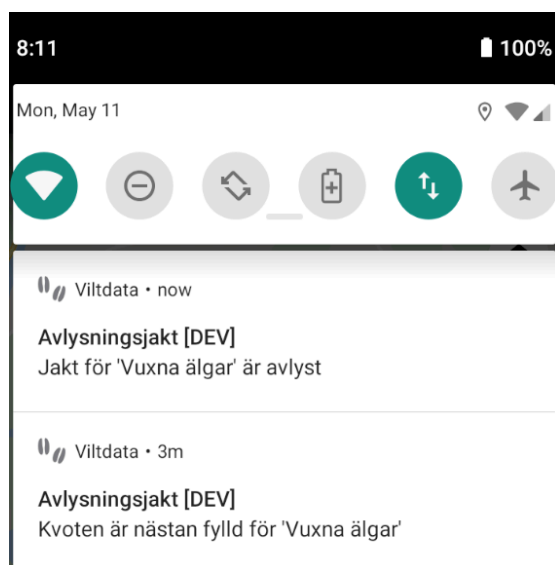 8:11 100%
Mon, May 11
Viltdata • now
Avlysningsjakt [DEV]
Jakt för 'Vuxna älgar' är avlyst
Viltdata • 3m
Avlysningsjakt [DEV]
Kvoten är nästan fylld för 'Vuxna älgar'